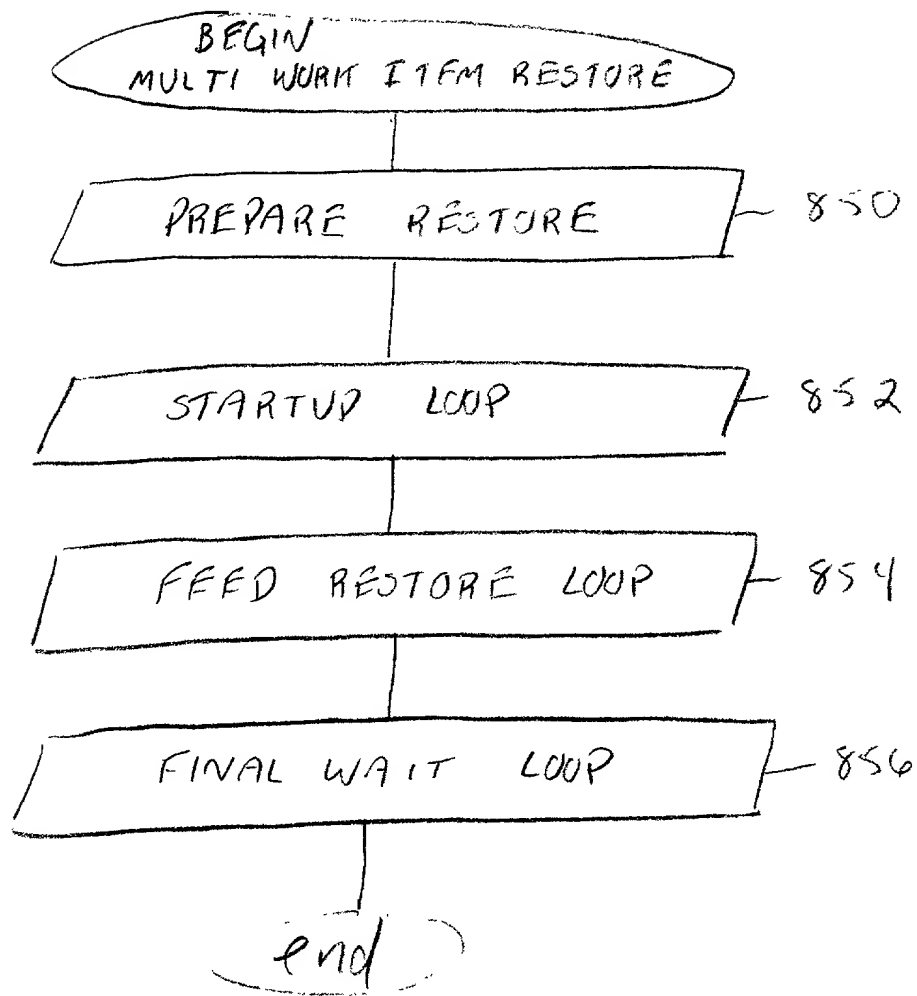 BEGIN
MULTI WORK ITEM RESTORE
PREPARE RESTORE 850
STARTUP LOOP 852
FEED RESTORE LOOP 854
FINAL WAIT LOOP 856
end